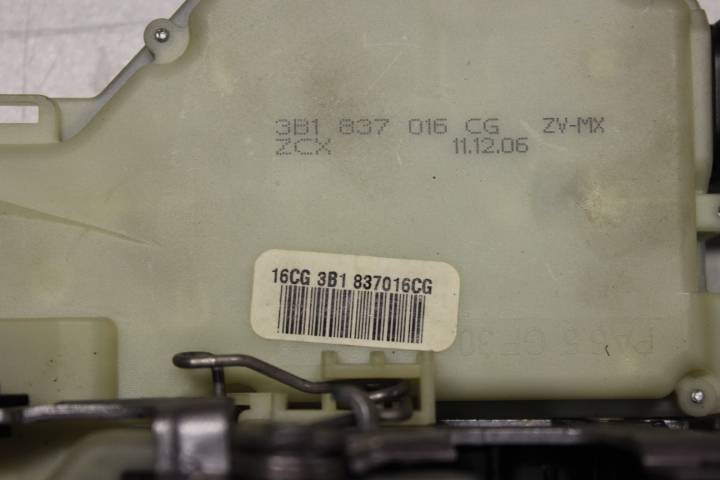 3B1 837 016 CG ZV-MX
ZCX 11.12.06
16CG 3B1 837016CG